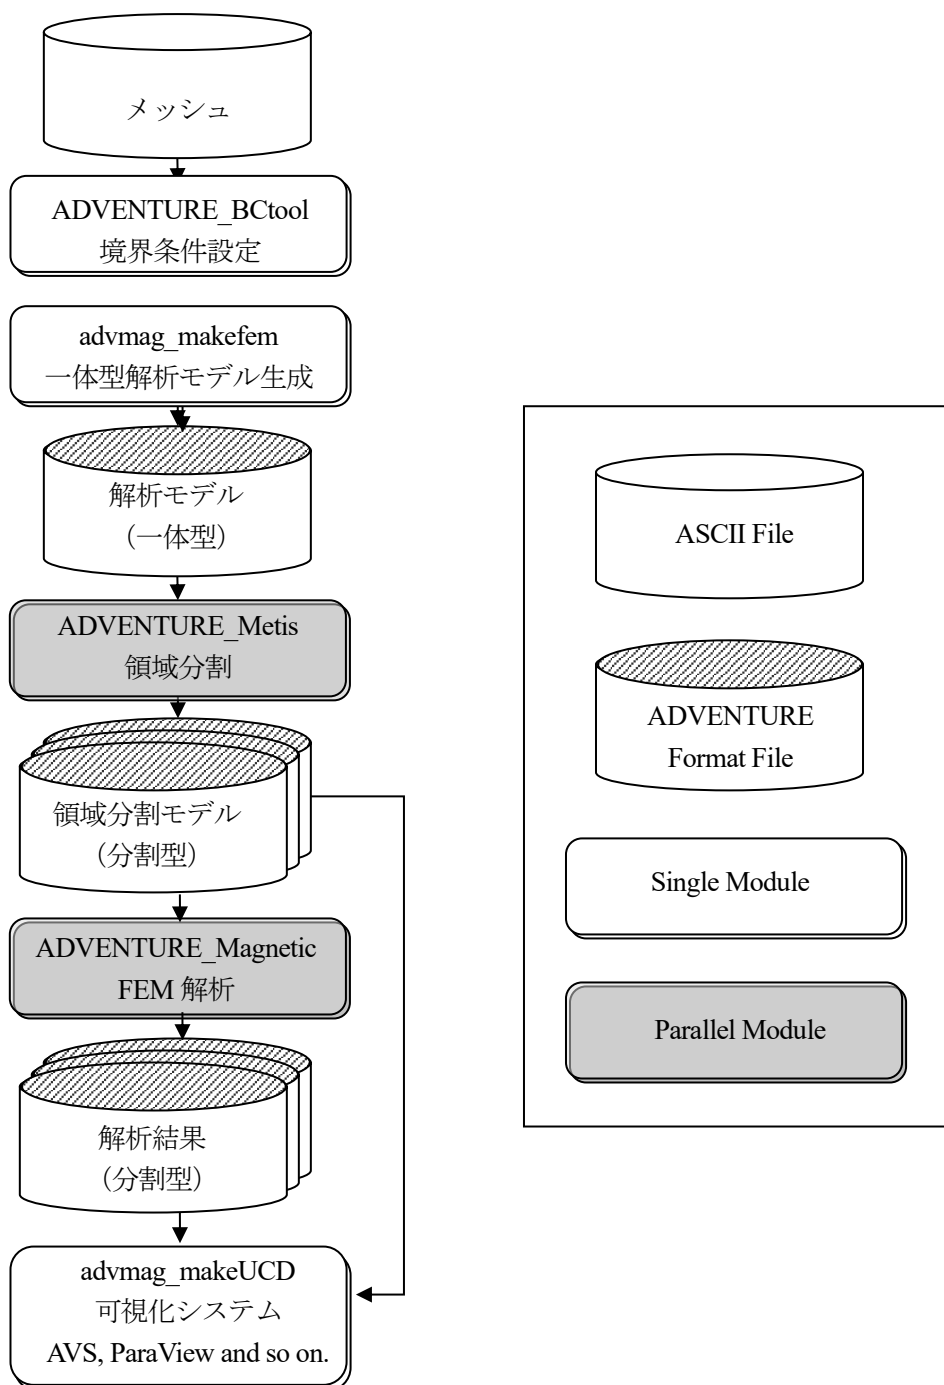 メッシュ
ADVENTURE_BCtool
境界条件設定
advmag_makefem
一体型解析モデル生成
解析モデル
(一体型)
ADVENTURE_Metis
領域分割
領域分割モデル
(分割型)
ADVENTURE_Magnetic
FEM 解析
解析結果
(分割型)
advmag_makeUCD
可視化システム
AVS, ParaView and so on.
ASCII File
ADVENTURE
Format File
Single Module
Parallel Module